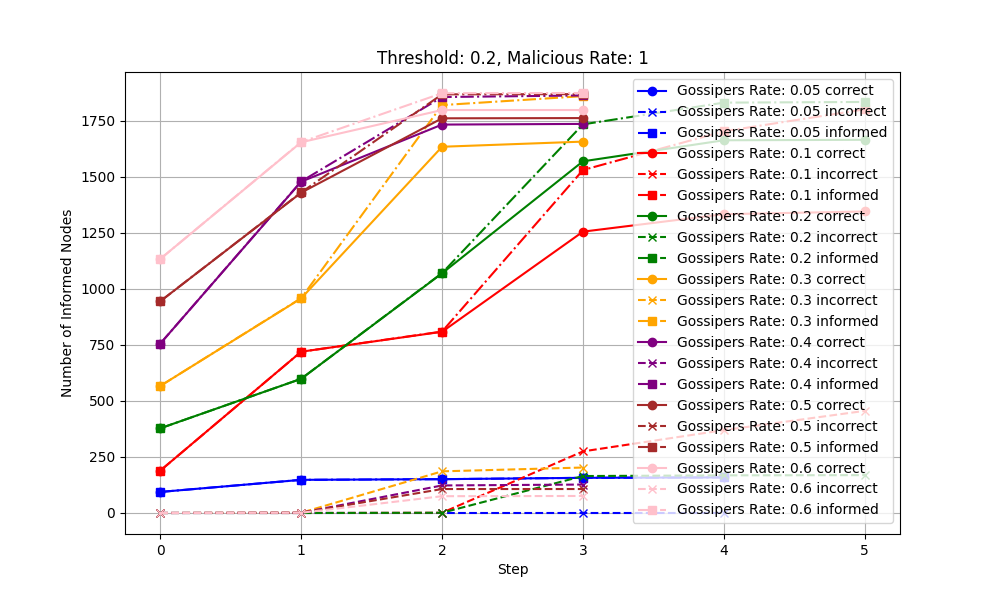 Threshold: 0.2, Malicious Rate: 1
Number of Informed Nodes
1750
1500
1250
1000
750
500
250
0
0 1 2 3 4 5
Step
Gossipers Rate: 0.05 correct
Gossipers Rate: 0.05 incorrect
Gossipers Rate: 0.05 informed
Gossipers Rate: 0.1 correct
Gossipers Rate: 0.1 incorrect
Gossipers Rate: 0.1 informed
Gossipers Rate: 0.2 correct
Gossipers Rate: 0.2 incorrect
Gossipers Rate: 0.2 informed
Gossipers Rate: 0.3 correct
Gossipers Rate: 0.3 incorrect
Gossipers Rate: 0.3 informed
Gossipers Rate: 0.4 correct
Gossipers Rate: 0.4 incorrect
Gossipers Rate: 0.4 informed
Gossipers Rate: 0.5 correct
Gossipers Rate: 0.5 incorrect
Gossipers Rate: 0.5 informed
Gossipers Rate: 0.6 correct
Gossipers Rate: 0.6 incorrect
Gossipers Rate: 0.6 informed